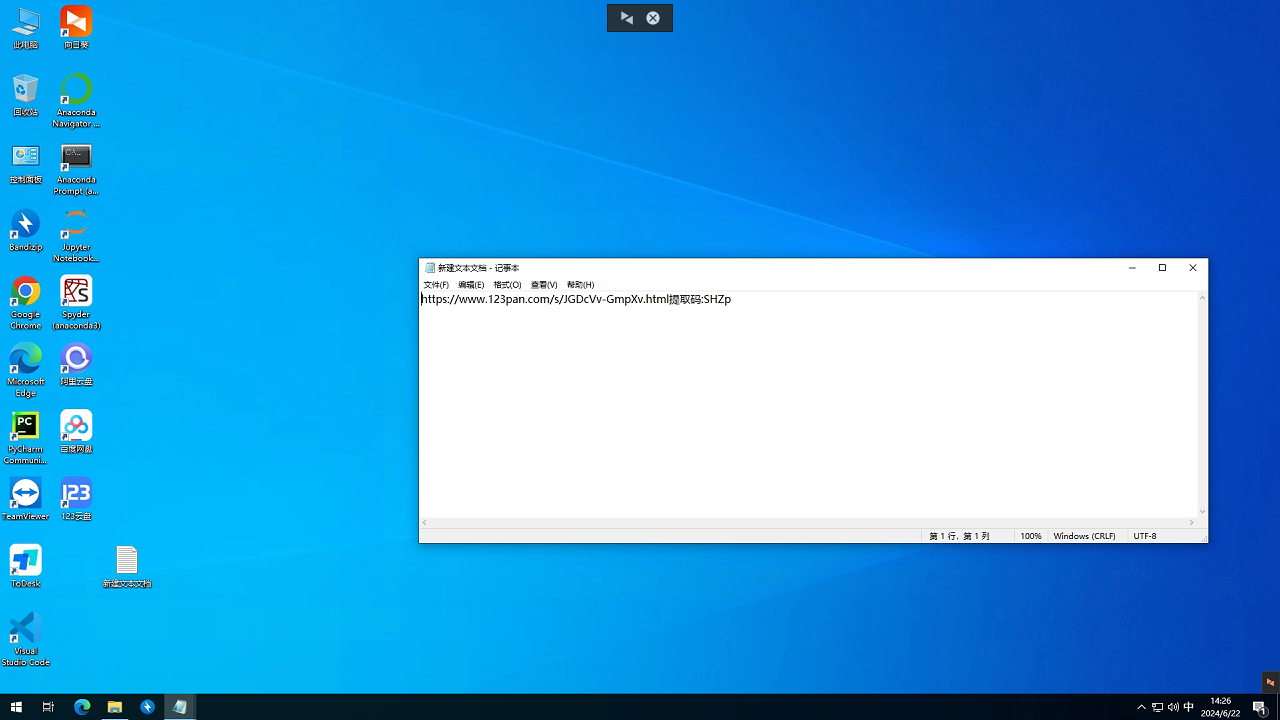 此电脑
向日葵
回收站
Anaconda
Navigator ...
控制面板
Anaconda
Prompt (a...
Bandizip
Jupyter
Notebook...
Google
Chrome
Spyder
(anaconda3)
Microsoft
Edge
阿里云盘
PC
PyCharm
Communi...
百度网盘
TeamViewer
123
123云盘
ToDesk
新建文本文档
Visual
Studio Code
新建文本文档 - 记事本
文件(F) 编辑(E) 格式(O) 查看(V) 帮助(H)
https://www.123pan.com/s/JGDcVv-GmpXv.html提取码:SHZp
第 1 行，第 1 列 100% Windows (CRLF) UTF-8
中
14:26
2024/6/22
1